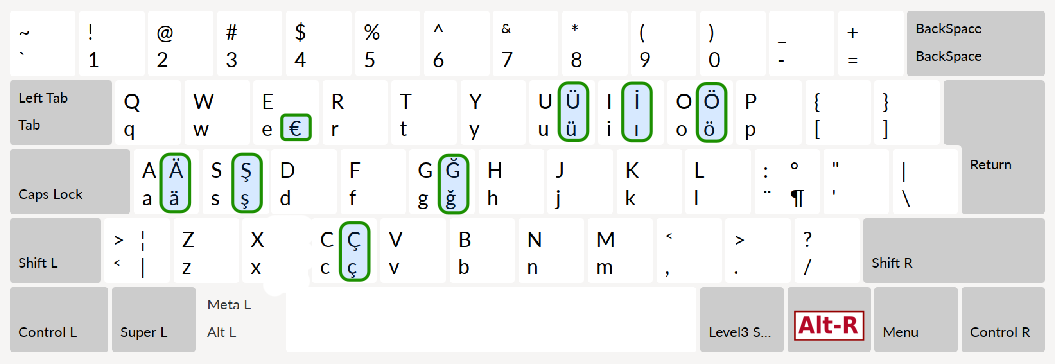 ~ ! @ # $ % ^ & * ( ) _ + BackSpace
` 1 2 3 4 5 6 7 8 9 0 - = BackSpace
Left Tab Q W E R T Y U Ü I İ O Ö P { }
Tab q w e € r t y u ü i ı o ö p [ ]
A Ä S Ş D F G Ğ H J K L : ° " | Return
Caps Lock a ä s ş d f g ğ h j k l ¨ ¶ ' \
> ¦ Z X C Ç V B N M < > ?
Shift L < | z x c ç v b n m , . / Shift R
Meta L
Control L Super L Alt L Level3 S... Alt-R Menu Control R